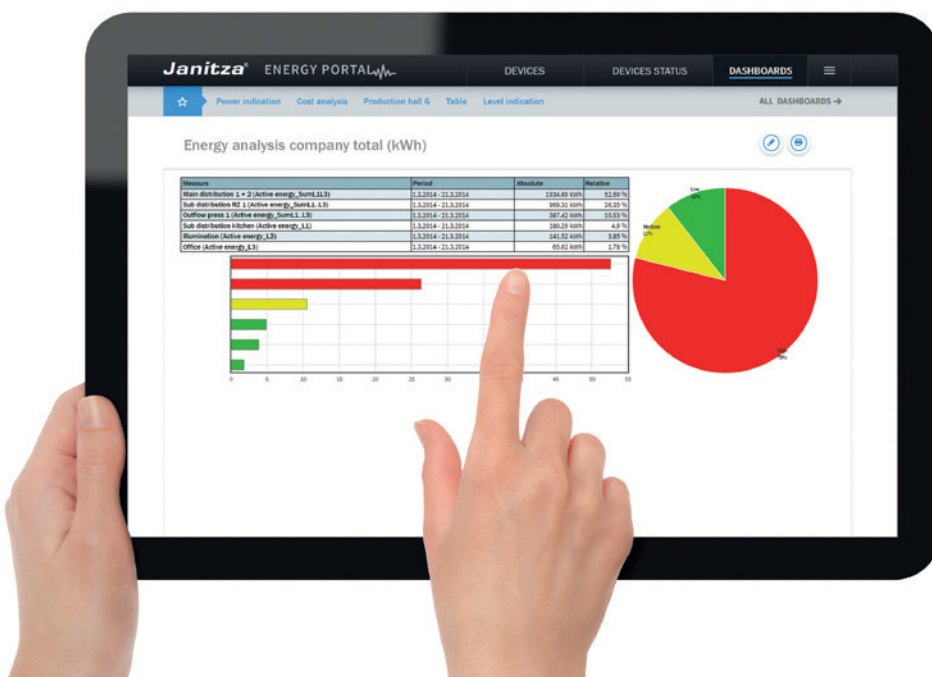 Janitza® ENERGY PORTAL
DEVICES
DEVICES STATUS
DASHBOARDS
Power indication Cost analysis Production hall 6 Table Level indication
ALL DASHBOARDS →
Energy analysis company total (kWh)
Measure Period Absolute Relative
Main distribution 1 + 2 (Active energy_SumL1L3) 1.3.2014 - 21.3.2014 1934.69 kWh 52.59 %
Sub distribution RZ 1 (Active energy_SumL1..L3) 1.3.2014 - 21.3.2014 969.31 kWh 26.35 %
Outflow press 1 (Active energy_SumL1..L3) 1.3.2014 - 21.3.2014 387.42 kWh 10.53 %
Sub distribution kitchen (Active energy_L1) 1.3.2014 - 21.3.2014 180.29 kWh 4.9 %
Illumination (Active energy_L2) 1.3.2014 - 21.3.2014 141.52 kWh 3.85 %
Office (Active energy_L3) 1.3.2014 - 21.3.2014 65.62 kWh 1.78 %
0 5 10 15 20 25 30 45 50 55
Low
11%
Medium
11%
High
79%